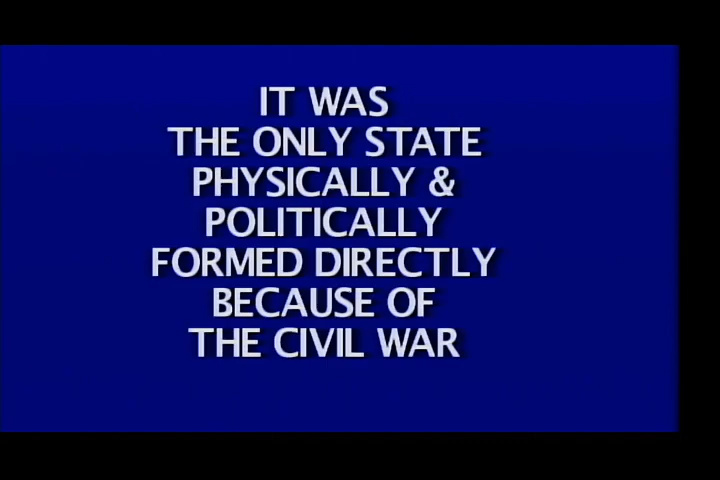 IT WAS
THE ONLY STATE
PHYSICALLY &
POLITICALLY
FORMED DIRECTLY
BECAUSE OF
THE CIVIL WAR